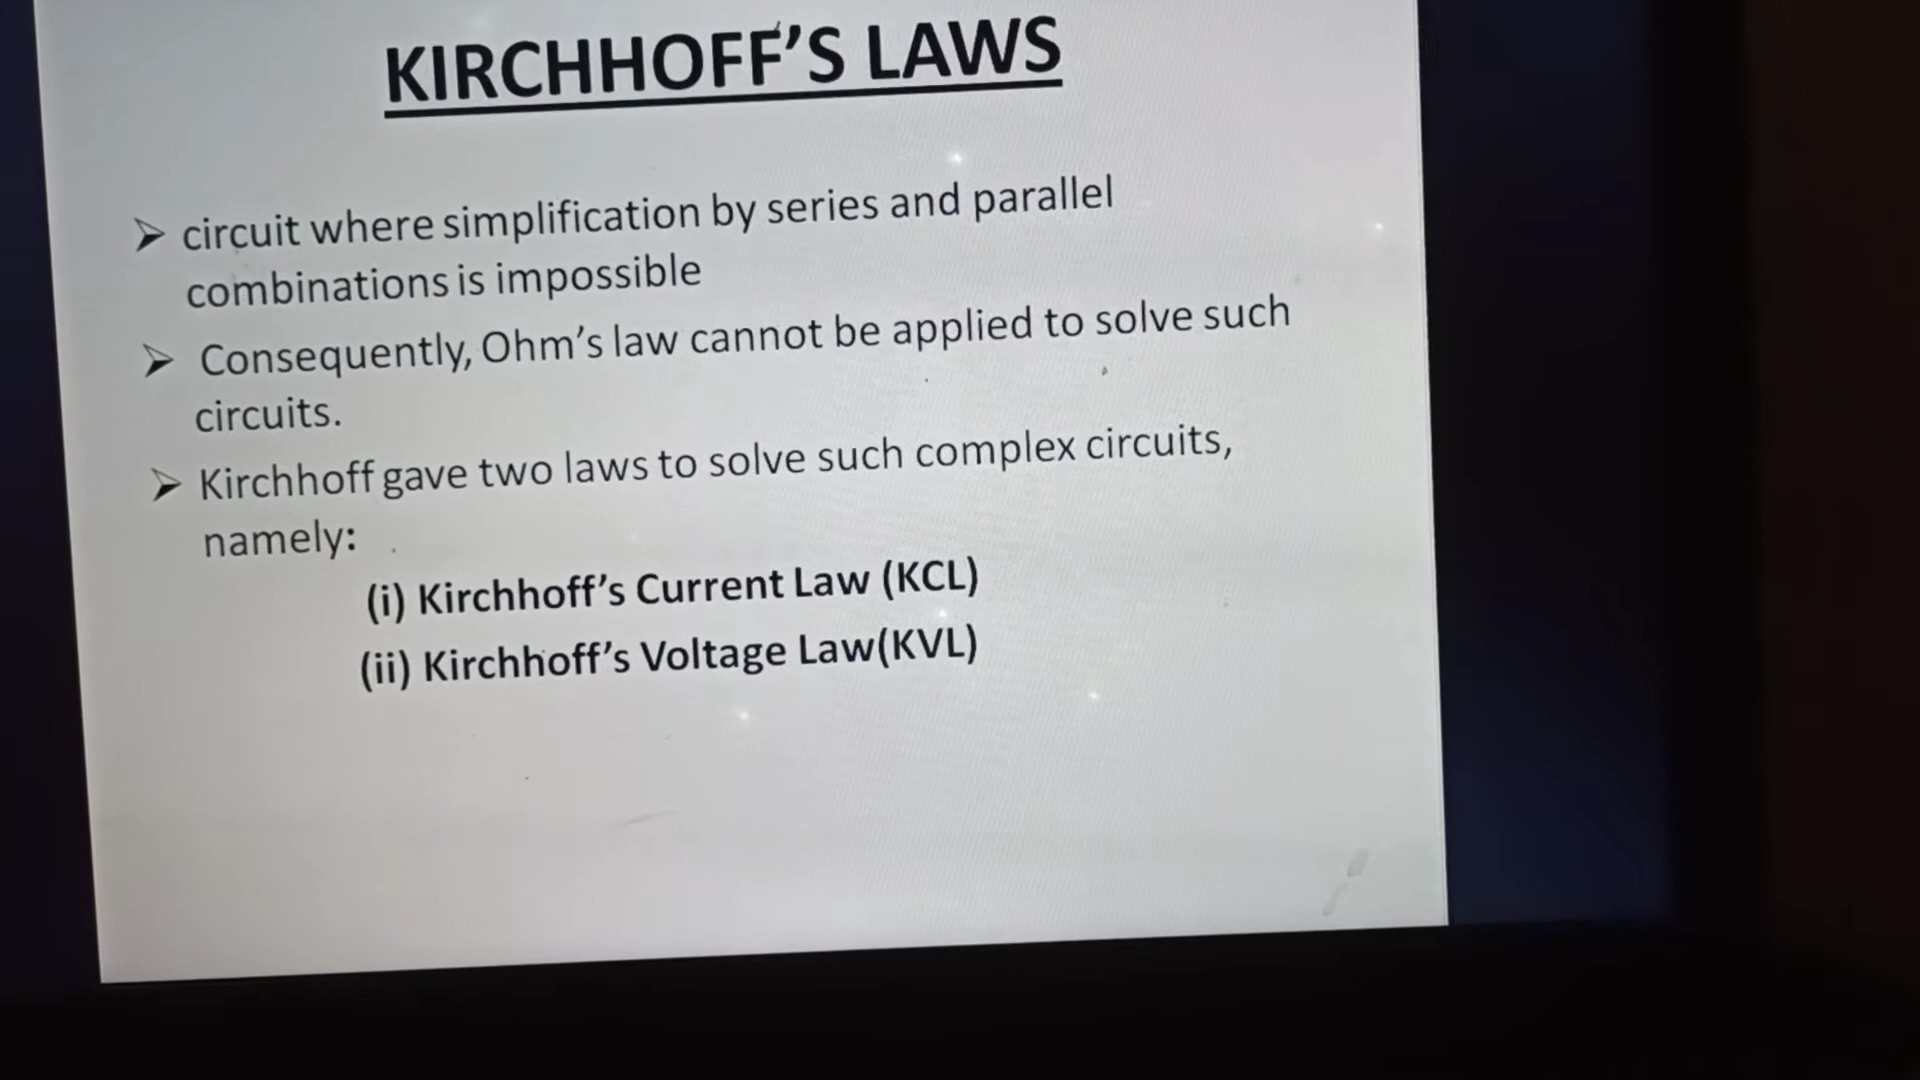 KIRCHHOFF'S LAWS
➢ circuit where simplification by series and parallel
combinations is impossible
➢ Consequently, Ohm's law cannot be applied to solve such
circuits.
➢ Kirchhoff gave two laws to solve such complex circuits,
namely:
(i) Kirchhoff's Current Law (KCL)
(ii) Kirchhoff's Voltage Law(KVL)